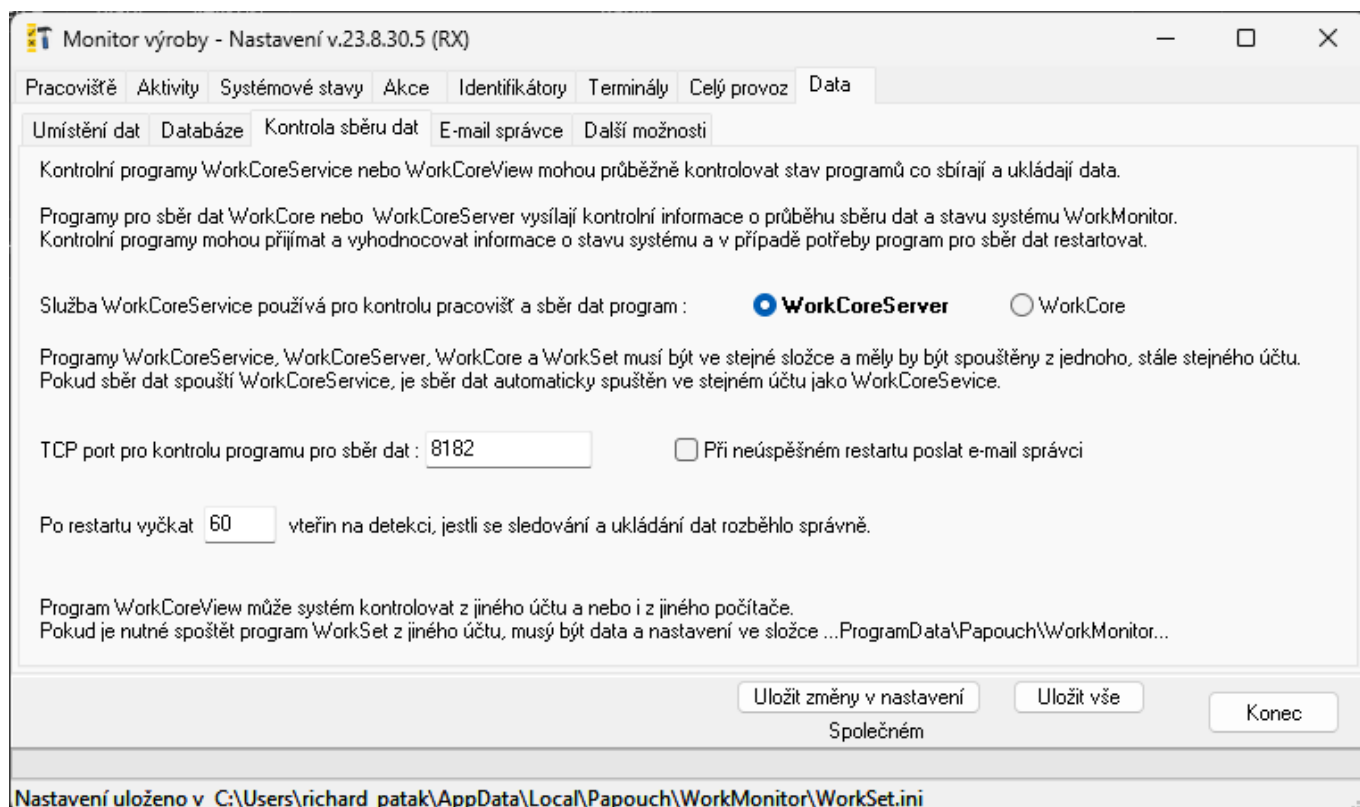 Monitor výroby - Nastavení v.23.8.30.5 (RX)
Pracoviště Aktivity Systémové stavy Akce Identifikátory Terminály Celý provoz Data
Umístění dat Databáze Kontrola sběru dat E-mail správce Další možnosti
Kontrolní programy WorkCoreService nebo WorkCoreView mohou průběžně kontrolovat stav programů co sbírají a ukládají data.
Programy pro sběr dat WorkCore nebo WorkCoreServer vysílají kontrolní informace o průběhu sběru dat a stavu systému WorkMonitor.
Kontrolní programy mohou přijímat a vyhodnocovat informace o stavu systému a v případě potřeby program pro sběr dat restartovat.
Služba WorkCoreService používá pro kontrolu pracovišť a sběr dat program : WorkCoreServer WorkCore
Programy WorkCoreService, WorkCoreServer, WorkCore a WorkSet musí být ve stejné složce a měly by být spouštěny z jednoho, stále stejného účtu.
Pokud sběr dat spouští WorkCoreService, je sběr dat automaticky spuštěn ve stejném účtu jako WorkCoreSevice.
TCP port pro kontrolu programu pro sběr dat : 8182 Při neúspěšném restartu poslat e-mail správci
Po restartu vyčkat 60 vteřin na detekci, jestli se sledování a ukládání dat rozběhlo správně.
Program WorkCoreView může systém kontrolovat z jiného účtu a nebo i z jiného počítače.
Pokud je nutné spoštět program WorkSet z jiného účtu, musý být data a nastavení ve složce ...ProgramData\Papouch\WorkMonitor...
Uložit změny v nastavení Uložit vše Konec
Společném
Nastavení uloženo v C:\Users\richard_patak\AppData\Local\Papouch\WorkMonitor\WorkSet.ini